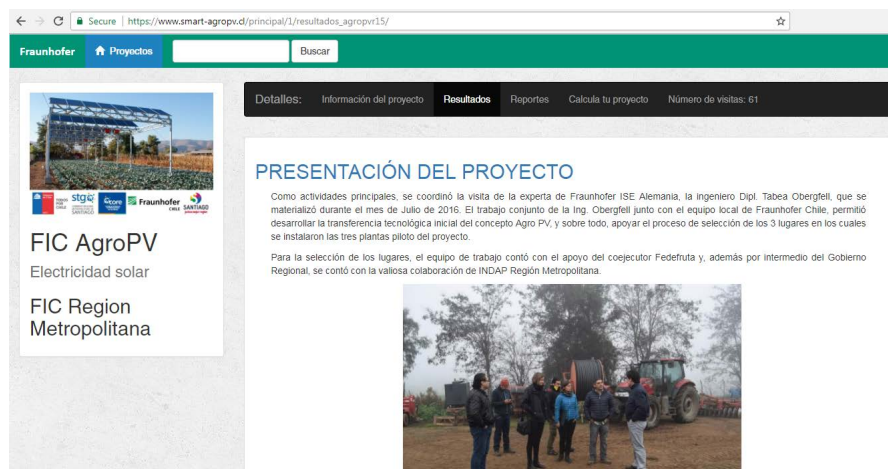 Secure | https://www.smart-agropv.cl/principal/1/resultados_agropvr15/
Fraunhofer Proyectos Buscar
Detalles: Información del proyecto Resultados Reportes Calcula tu proyecto Número de visitas: 61
stg Fraunhofer CHILE SANTIAGO
FIC AgroPV
Electricidad solar
FIC Region
Metropolitana
PRESENTACIÓN DEL PROYECTO
Como actividades principales, se coordinó la visita de la experta de Fraunhofer ISE Alemania, la ingeniero Dipl. Tabea Obergfell, que se
materializó durante el mes de Julio de 2016. El trabajo conjunto de la Ing. Obergfell junto con el equipo local de Fraunhofer Chile, permitió
desarrollar la transferencia tecnológica inicial del concepto Agro PV, y sobre todo, apoyar el proceso de selección de los 3 lugares en los cuales
se instalaron las tres plantas piloto del proyecto.
Para la selección de los lugares, el equipo de trabajo contó con el apoyo del coejecutor Fedefruta y, además por intermedio del Gobierno
Regional, se contó con la valiosa colaboración de INDAP Región Metropolitana.